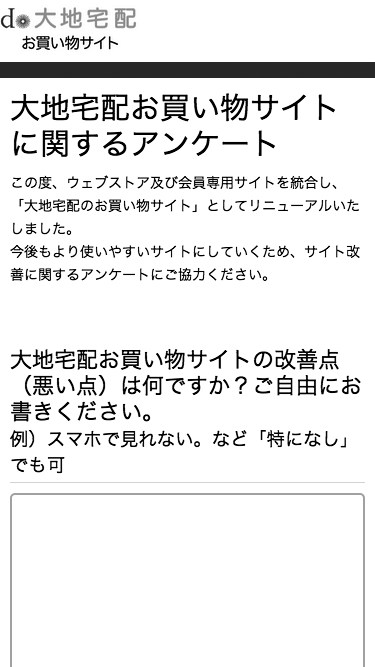 do大地宅配
お買い物サイト
大地宅配お買い物サイト
に関するアンケート
この度、ウェブストア及び会員専用サイトを統合し、
「大地宅配のお買い物サイト」としてリニューアルいた
しました。
今後もより使いやすいサイトにしていくため、サイト改
善に関するアンケートにご協力ください。
大地宅配お買い物サイトの改善点
（悪い点）は何ですか？ご自由にお
書きください。
例）スマホで見れない。など「特になし」
でも可